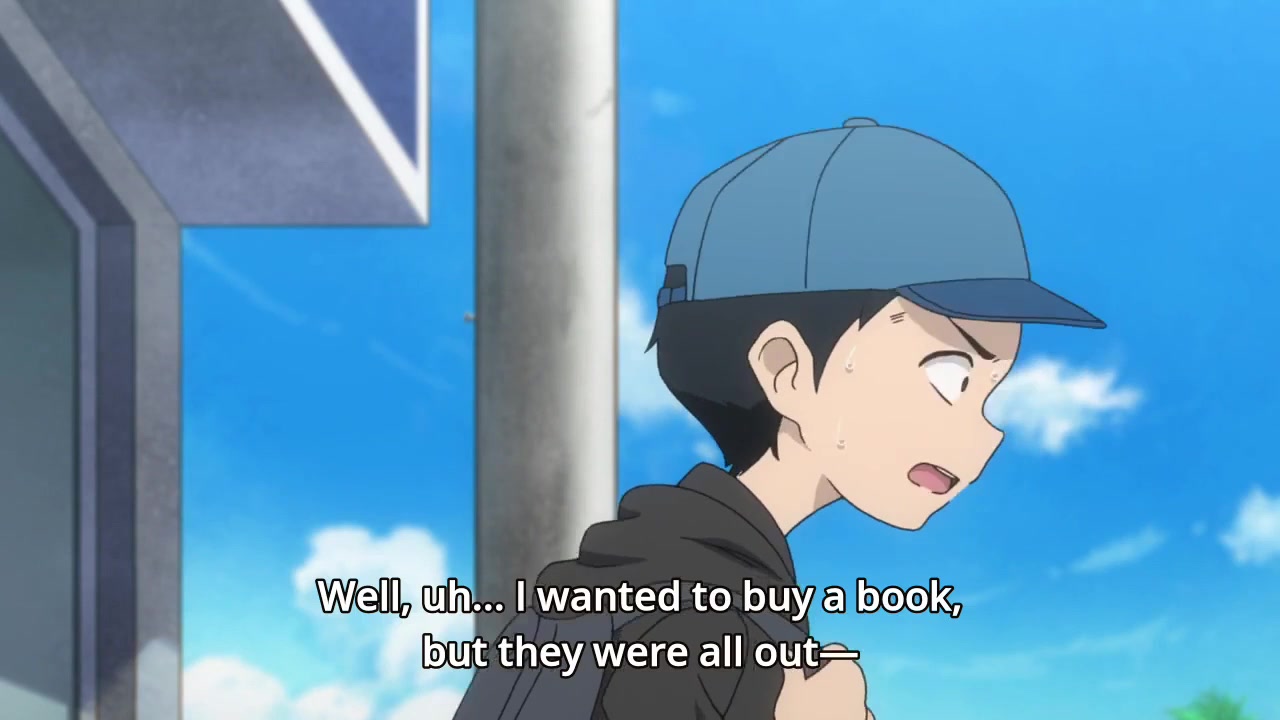 Well, uh... I wanted to buy a book,
but they were all out—